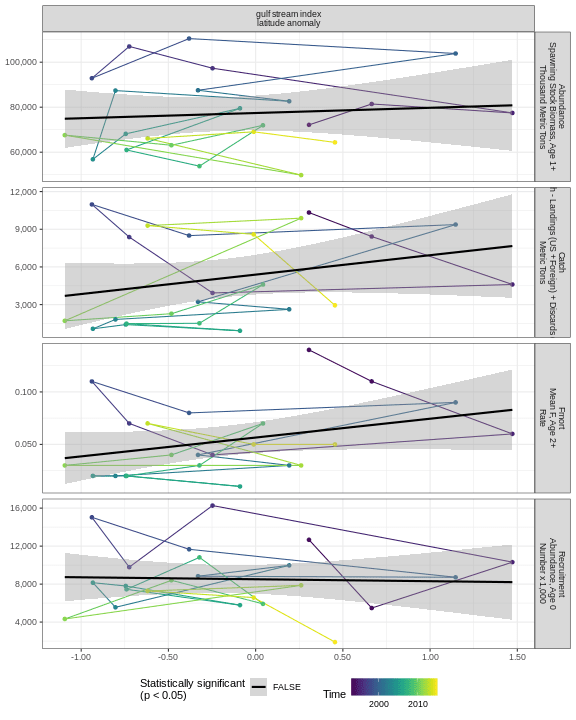 gulf stream index
latitude anomaly
100,000
80,000
60,000
Abundance
Spawning Stock Biomass, Age 1+
Thousand Metric Tons
12,000
9,000
6,000
3,000
Catch
h - Landings (US +Foreign) + Discards
Metric Tons
0.100
0.050
Fmort
Mean F, Age 2+
Rate
16,000
12,000
8,000
4,000
Recruitment
Abundance, Age 0
Number x 1,000
-1.00 -0.50 0.00 0.50 1.00 1.50
Statistically significant
(p < 0.05)
FALSE
Time
2000 2010